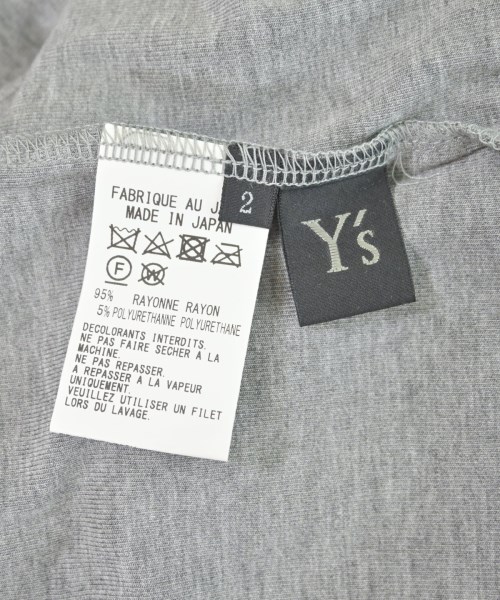 FABRIQUE AU
MADE IN JAPAN
2
Y's
F
W
95% RAYONNE RAYON
5% POLYURETHANNE POLYURETHANE
DECOLORANTS INTERDITS.
NE PAS FAIRE SECHER A LA
MACHINE.
NE PAS REPASSER.
A REPASSER A LA VAPEUR
UNIQUEMENT.
VEUILLEZ UTILISER UN FILET
LORS DU LAVAGE.